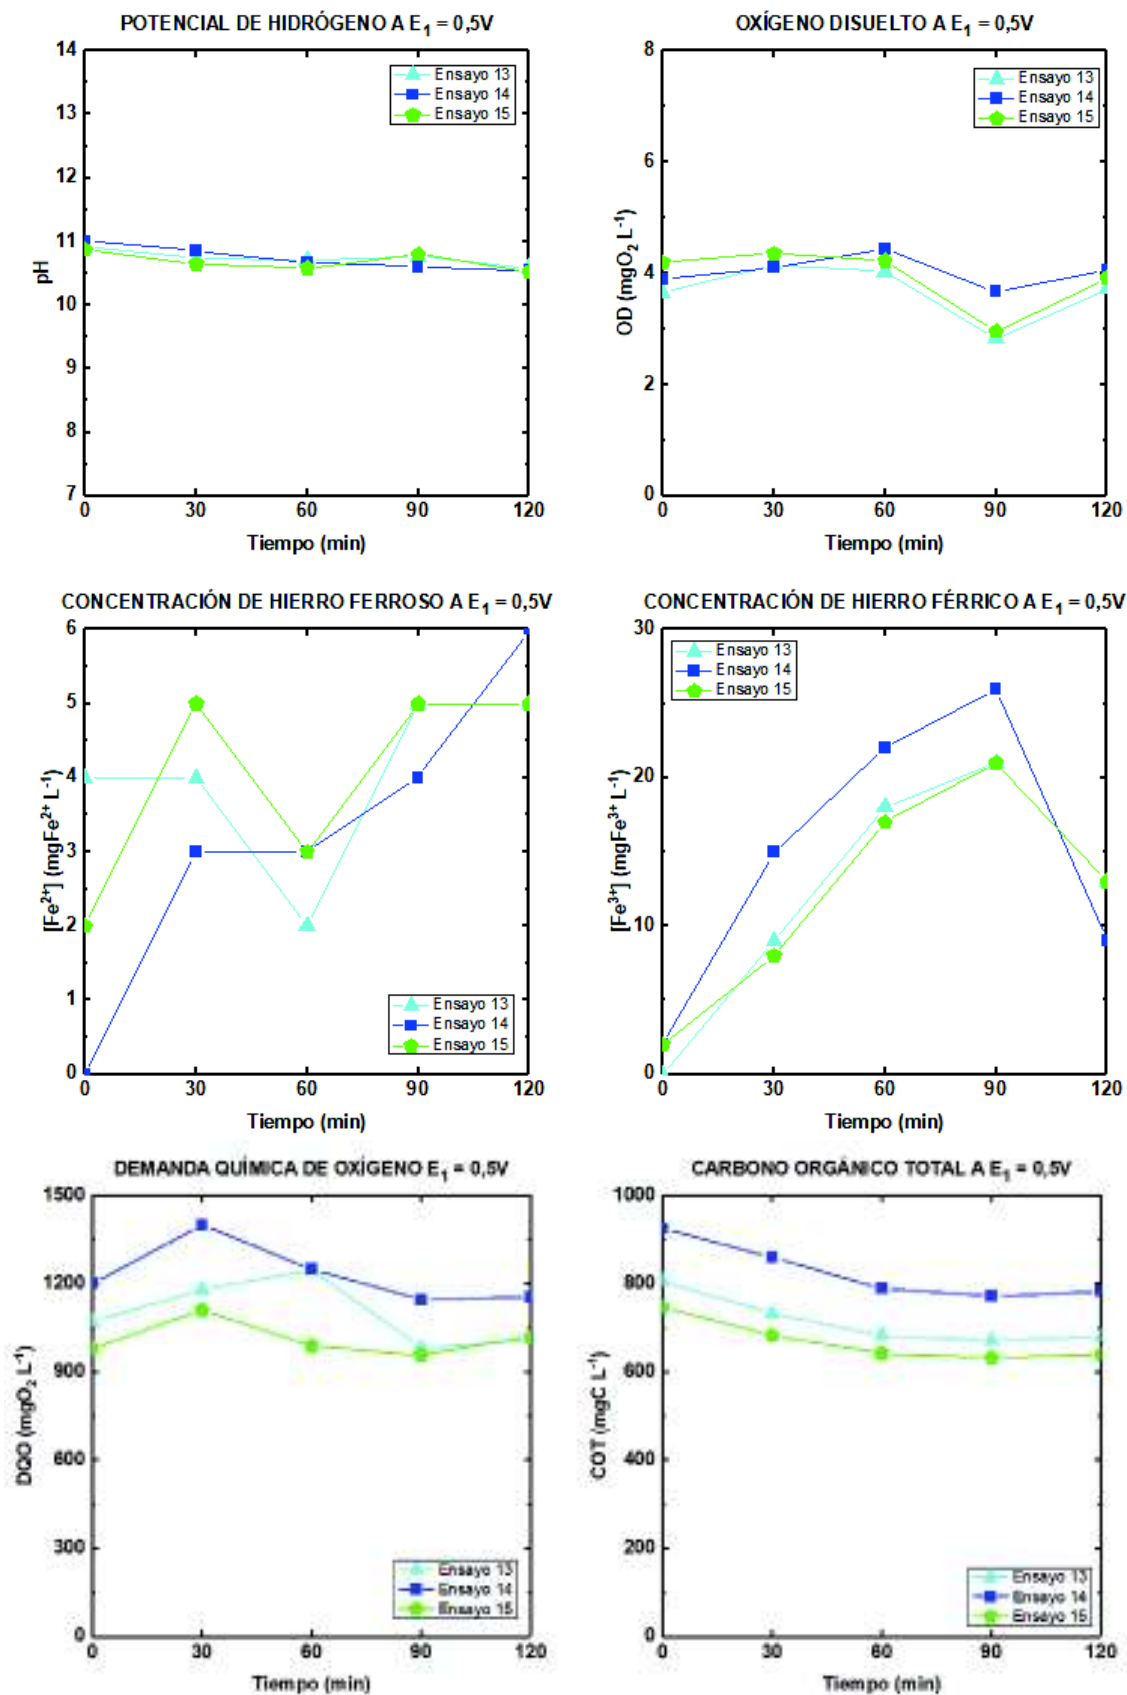 POTENCIAL DE HIDRÓGENO A E1 = 0,5V
14
13
12
11
10
9
8
7
pH
Ensayo 13
Ensayo 14
Ensayo 15
0 30 60 90 120
Tiempo (min)
OXÍGENO DISUELTO A E1 = 0,5V
8
6
4
2
0
OD (mgO2 L-1)
Ensayo 13
Ensayo 14
Ensayo 15
0 30 60 90 120
Tiempo (min)
CONCENTRACIÓN DE HIERRO FERROSO A E1 = 0,5V
6
5
4
3
2
1
0
[Fe2+] (mgFe2+ L-1)
Ensayo 13
Ensayo 14
Ensayo 15
0 30 60 90 120
Tiempo (min)
CONCENTRACIÓN DE HIERRO FÉRRICO A E1 = 0,5V
30
20
10
0
[Fe3+] (mgFe3+ L-1)
Ensayo 13
Ensayo 14
Ensayo 15
0 30 60 90 120
Tiempo (min)
DEMANDA QUÍMICA DE OXÍGENO E1 = 0,5V
1500
1200
900
600
300
0
DQO (mgO2 L-1)
Ensayo 13
Ensayo 14
Ensayo 15
0 30 60 90 120
Tiempo (min)
CARBONO ORGÁNICO TOTAL A E1 = 0,5V
1000
800
600
400
200
0
COT (mgC L-1)
Ensayo 13
Ensayo 14
Ensayo 15
0 30 60 90 120
Tiempo (min)